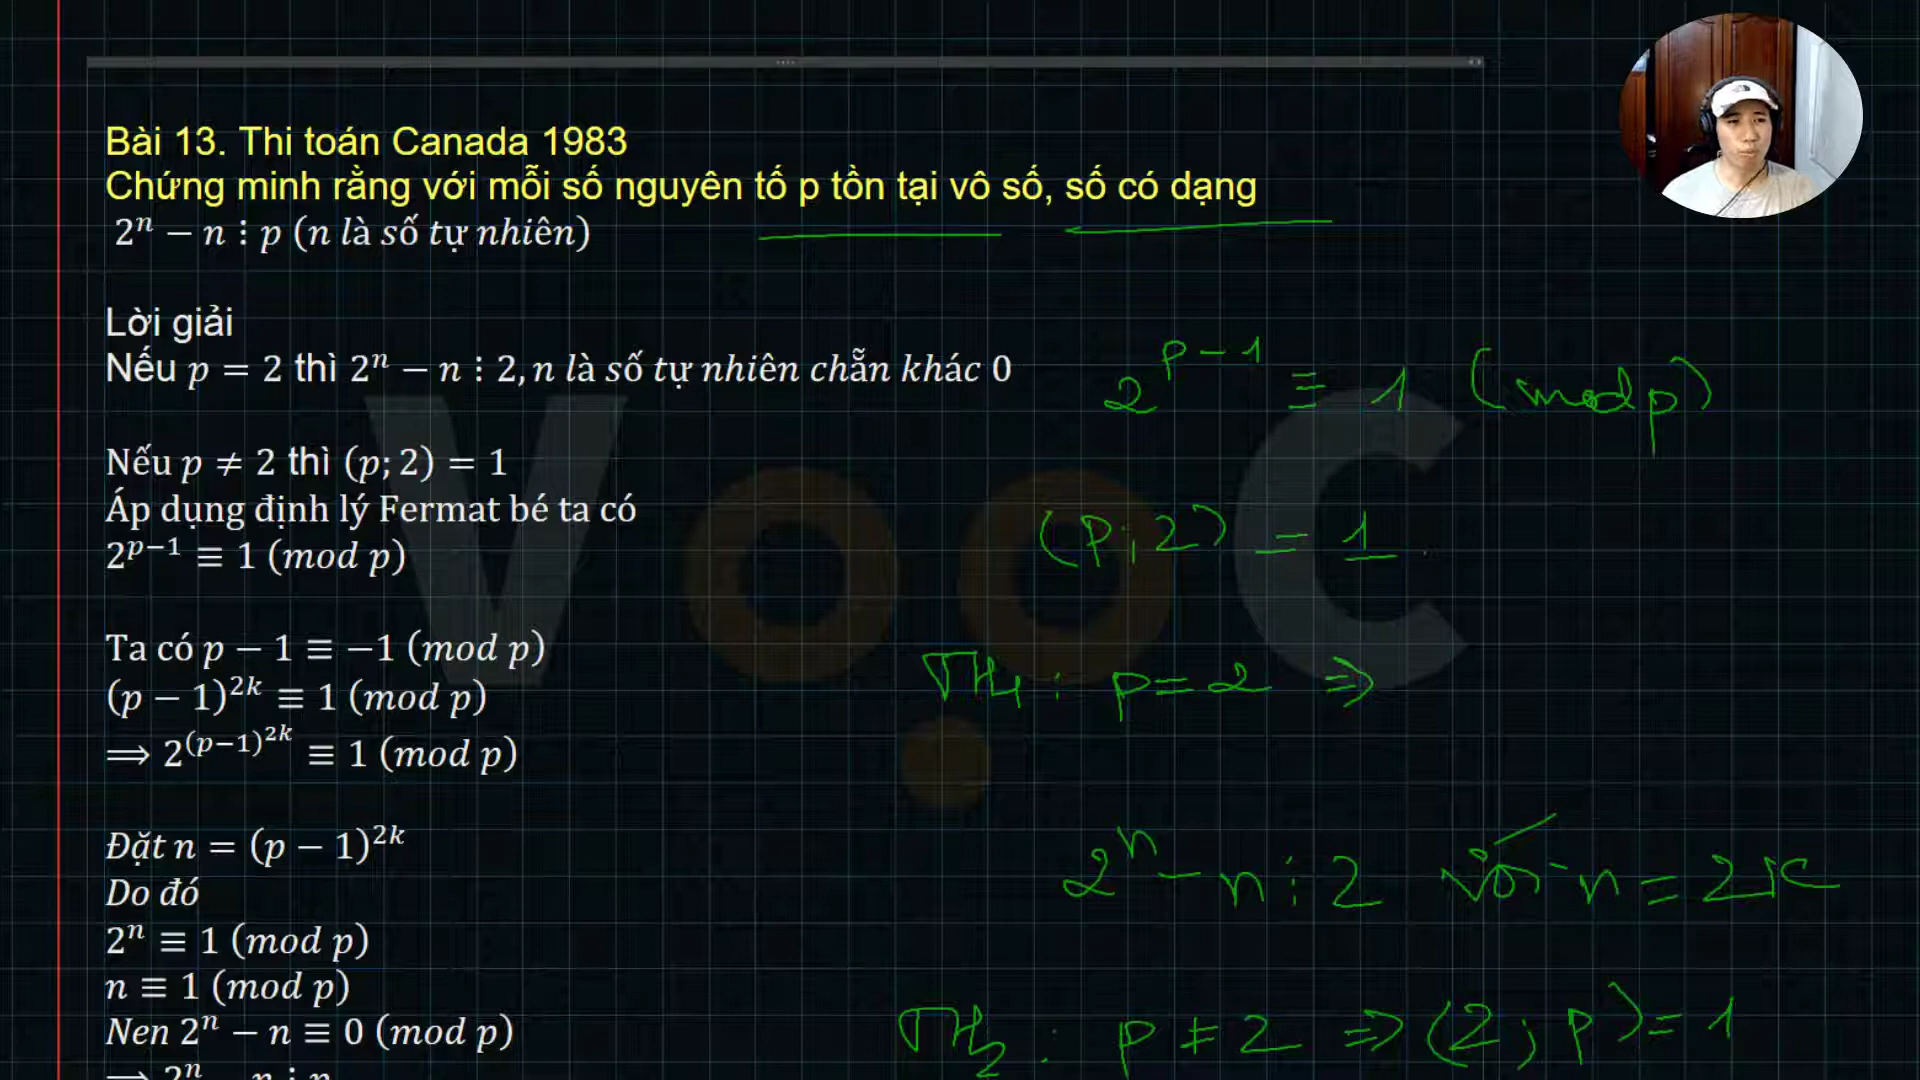 Bài 13. Thi toán Canada 1983
Chứng minh rằng với mỗi số nguyên tố p tồn tại vô số, số có dạng
2ⁿ − n ⋮ p (n là số tự nhiên)
Lời giải
Nếu p = 2 thì 2ⁿ − n ⋮ 2, n là số tự nhiên chẵn khác 0
Nếu p ≠ 2 thì (p; 2) = 1
Áp dụng định lý Fermat bé ta có
2^{p−1} ≡ 1 (mod p)
Ta có p − 1 ≡ −1 (mod p)
(p − 1)^{2k} ≡ 1 (mod p)
⟹ 2^{(p−1)^{2k}} ≡ 1 (mod p)
Đặt n = (p − 1)^{2k}
Do đó
2ⁿ ≡ 1 (mod p)
n ≡ 1 (mod p)
Nen 2ⁿ − n ≡ 0 (mod p)
⟹ 2ⁿ − n ⋮ p
2^{p−1} ≡ 1 (mod p)
(p; 2) = 1
TH₁ : p = 2 ⇒
2ⁿ − n ⋮ 2 với n = 2k
TH₂ : p ≠ 2 ⇒ (2; p) = 1
VOOC